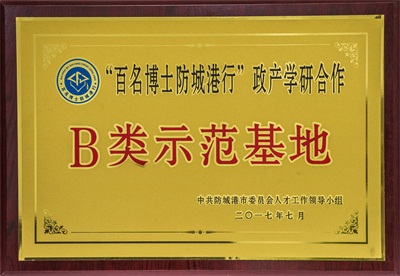 “百名博士防城港行”政产学研合作
B类示范基地
中共防城港市委员会人才工作领导小组
二〇一七年七月